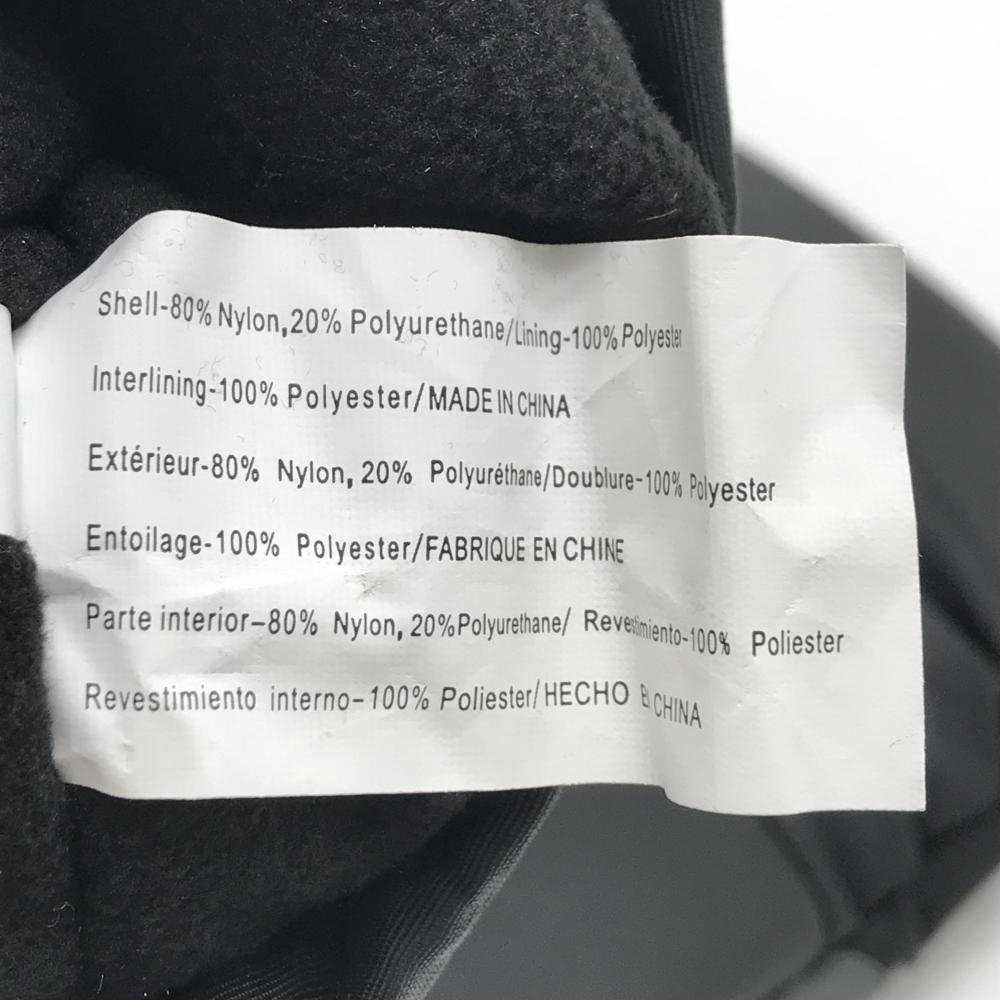 Shell-80% Nylon,20% Polyurethane/Lining-100% Polyester
Interlining-100% Polyester/MADE IN CHINA
Extérieur-80% Nylon, 20% Polyuréthane/Doublure-100% Polyester
Entoilage-100% Polyester/FABRIQUE EN CHINE
Parte interior-80% Nylon, 20%Polyurethane/ Revestimiento-100% Poliester
Revestimiento interno-100% Poliester/HECHO EN CHINA